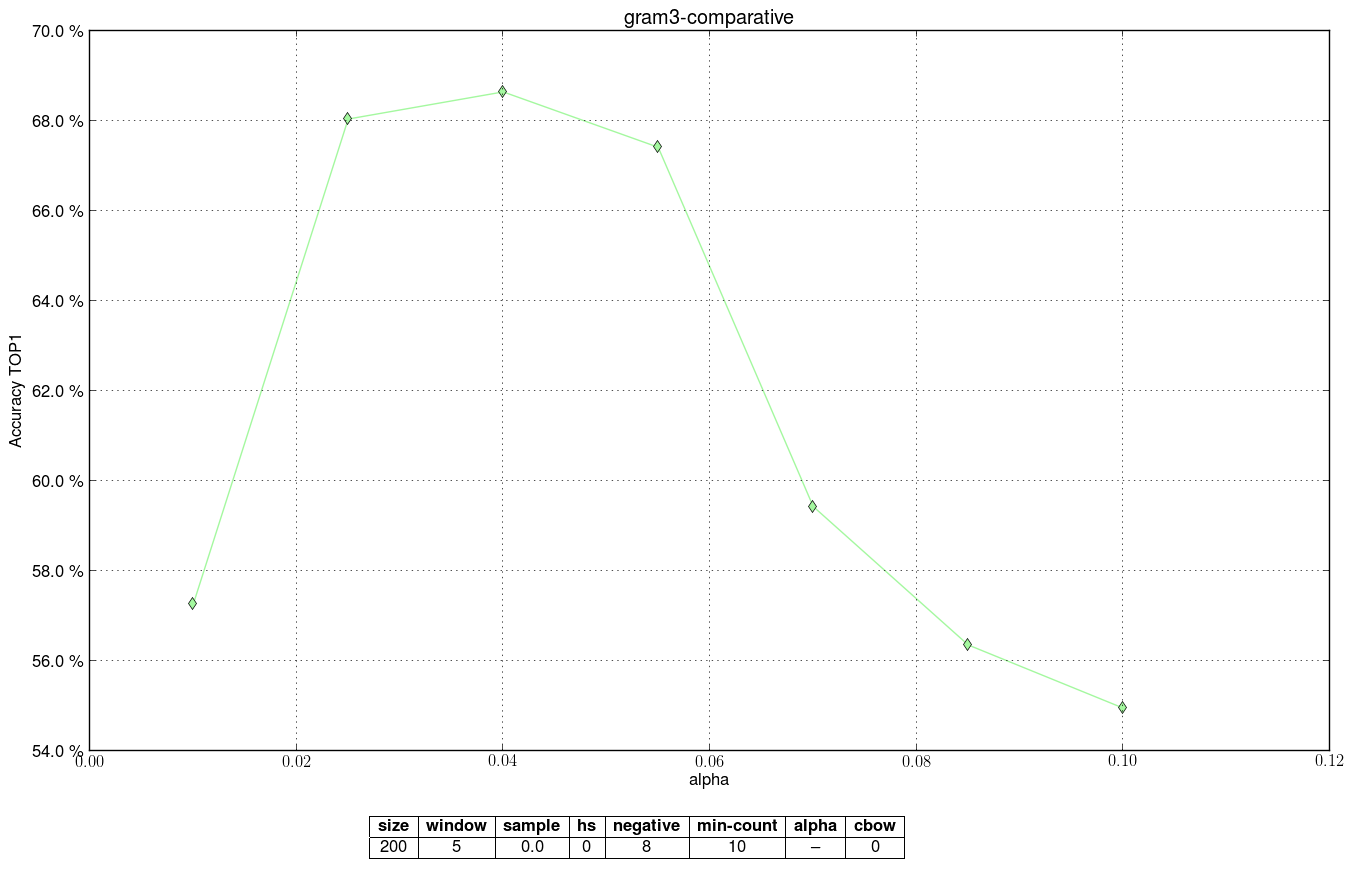 gram3-comparative
70.0 %
68.0 %
66.0 %
64.0 %
62.0 %
60.0 %
58.0 %
56.0 %
54.0 %
Accuracy TOP1
0.00 0.02 0.04 0.06 0.08 0.10 0.12
alpha
size window sample hs negative min-count alpha cbow
200 5 0.0 0 8 10 – 0